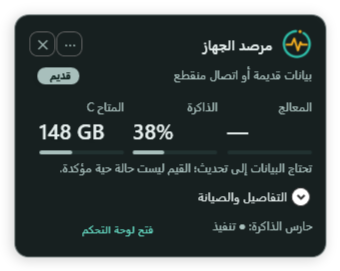 مرصد الجهاز
بيانات قديمة أو اتصال منقطع
قديم
المعالج
الذاكرة
المتاح C
—
38%
148 GB
تحتاج البيانات إلى تحديث؛ القيم ليست حالة حية مؤكدة.
التفاصيل والصيانة
حارس الذاكرة: ● تنفيذ
فتح لوحة التحكم